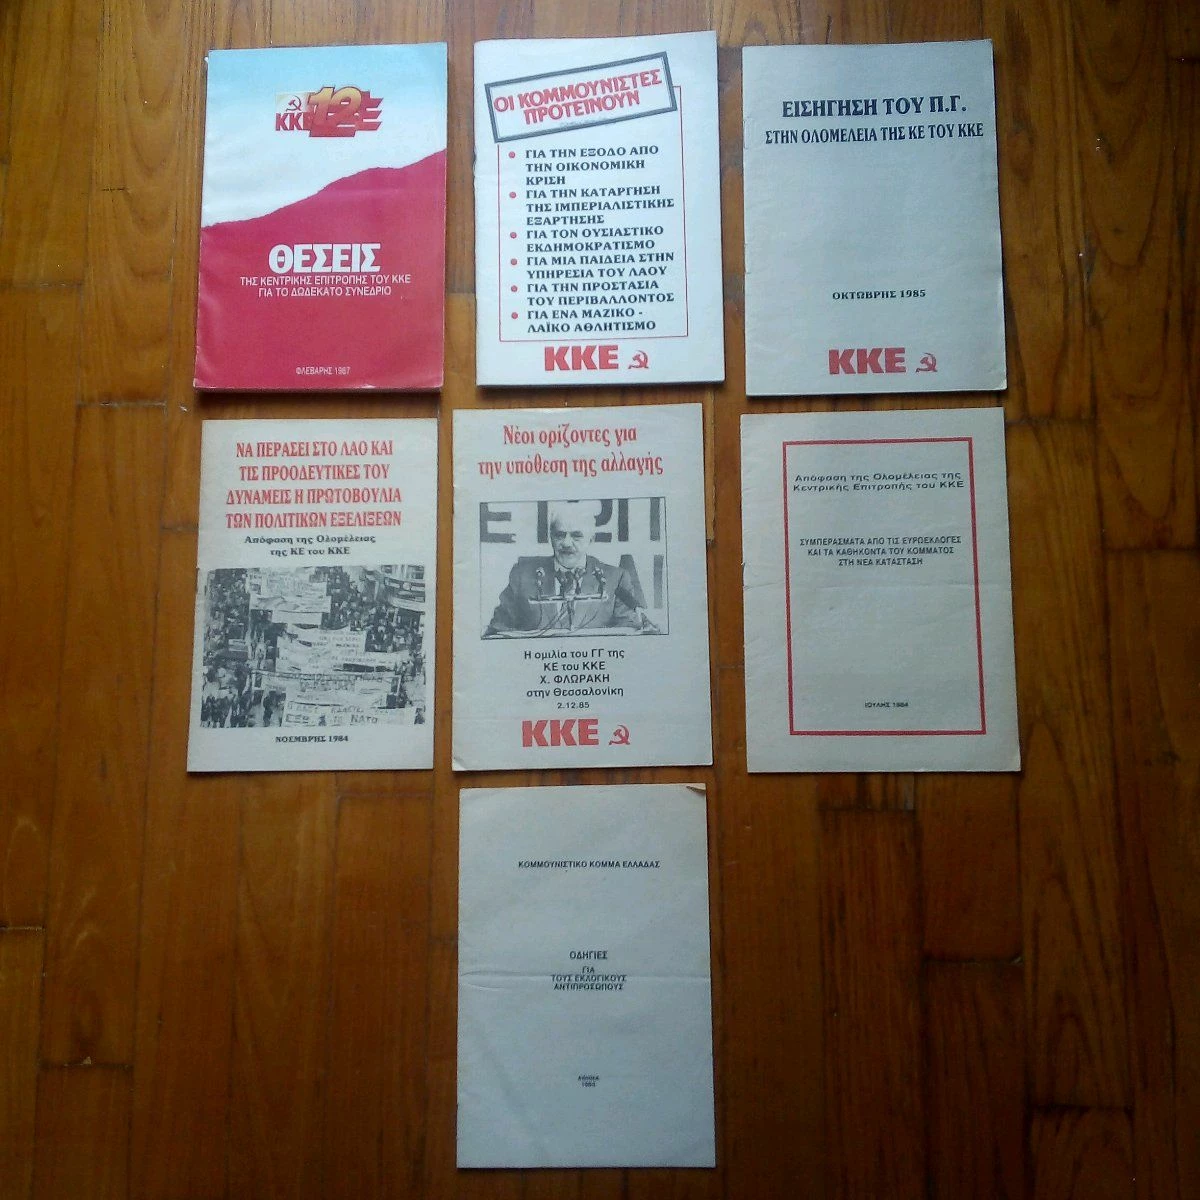 ΚΚΕ 12
ΘΕΣΕΙΣ
ΤΗΣ ΚΕΝΤΡΙΚΗΣ ΕΠΙΤΡΟΠΗΣ ΤΟΥ ΚΚΕ
ΓΙΑ ΤΟ ΔΩΔΕΚΑΤΟ ΣΥΝΕΔΡΙΟ
ΦΛΕΒΑΡΗΣ 1987
ΟΙ ΚΟΜΜΟΥΝΙΣΤΕΣ
ΠΡΟΤΕΙΝΟΥΝ
● ΓΙΑ ΤΗΝ ΕΞΟΔΟ ΑΠΟ
ΤΗΝ ΟΙΚΟΝΟΜΙΚΗ
ΚΡΙΣΗ
● ΓΙΑ ΤΗΝ ΚΑΤΑΡΓΗΣΗ
ΤΗΣ ΙΜΠΕΡΙΑΛΙΣΤΙΚΗΣ
ΕΞΑΡΤΗΣΗΣ
● ΓΙΑ ΤΟΝ ΟΥΣΙΑΣΤΙΚΟ
ΕΚΔΗΜΟΚΡΑΤΙΣΜΟ
● ΓΙΑ ΜΙΑ ΠΑΙΔΕΙΑ ΣΤΗΝ
ΥΠΗΡΕΣΙΑ ΤΟΥ ΛΑΟΥ
● ΓΙΑ ΤΗΝ ΠΡΟΣΤΑΣΙΑ
ΤΟΥ ΠΕΡΙΒΑΛΛΟΝΤΟΣ
● ΓΙΑ ΕΝΑ ΜΑΖΙΚΟ -
ΛΑΪΚΟ ΑΘΛΗΤΙΣΜΟ
ΚΚΕ
ΕΙΣΗΓΗΣΗ ΤΟΥ Π.Γ.
ΣΤΗΝ ΟΛΟΜΕΛΕΙΑ ΤΗΣ ΚΕ ΤΟΥ ΚΚΕ
ΟΚΤΩΒΡΗΣ 1985
ΚΚΕ
ΝΑ ΠΕΡΑΣΕΙ ΣΤΟ ΛΑΟ ΚΑΙ
ΤΙΣ ΠΡΟΟΔΕΥΤΙΚΕΣ ΤΟΥ
ΔΥΝΑΜΕΙΣ Η ΠΡΩΤΟΒΟΥΛΙΑ
ΤΩΝ ΠΟΛΙΤΙΚΩΝ ΕΞΕΛΙΞΕΩΝ
Απόφαση της Ολομέλειας
της ΚΕ του ΚΚΕ
ΝΑΤΟ
ΝΟΕΜΒΡΗΣ 1984
Νέοι ορίζοντες για
την υπόθεση της αλλαγής
Η ομιλία του ΓΓ της
ΚΕ του ΚΚΕ
Χ. ΦΛΩΡΑΚΗ
στην Θεσσαλονίκη
2.12.85
ΚΚΕ
Απόφαση της Ολομέλειας της
Κεντρικής Επιτροπής του ΚΚΕ
ΣΥΜΠΕΡΑΣΜΑΤΑ ΑΠΟ ΤΙΣ ΕΥΡΩΕΚΛΟΓΕΣ
ΚΑΙ ΤΑ ΚΑΘΗΚΟΝΤΑ ΤΟΥ ΚΟΜΜΑΤΟΣ
ΣΤΗ ΝΕΑ ΚΑΤΑΣΤΑΣΗ
ΙΟΥΛΗΣ 1984
ΚΟΜΜΟΥΝΙΣΤΙΚΟ ΚΟΜΜΑ ΕΛΛΑΔΑΣ
ΟΔΗΓΙΕΣ
ΓΙΑ
ΤΟΥΣ ΕΚΛΟΓΙΚΟΥΣ
ΑΝΤΙΠΡΟΣΩΠΟΥΣ
ΑΘΗΝΑ